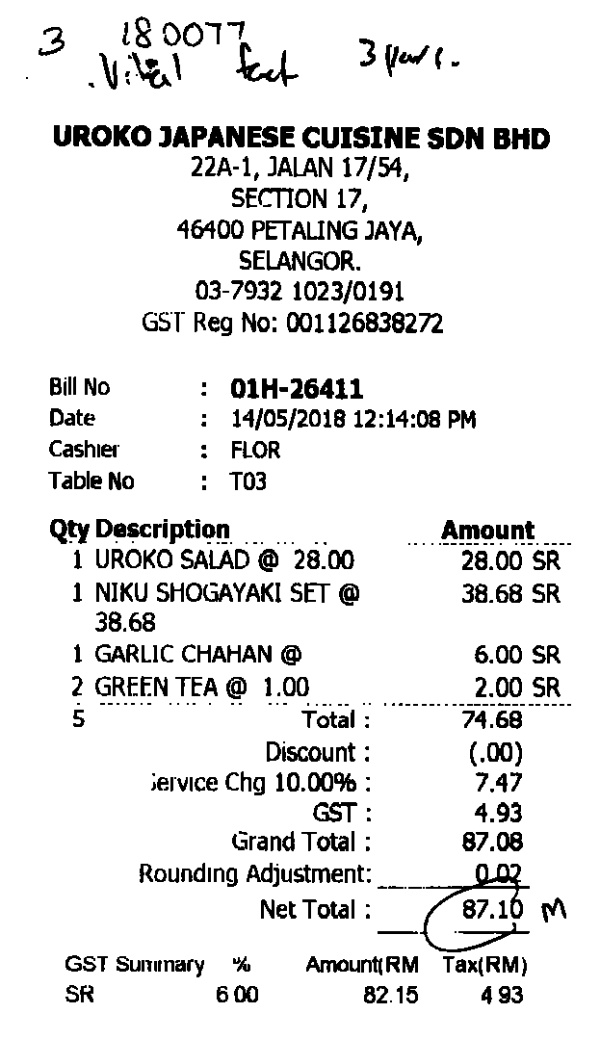 3 180077
UROKO JAPANESE CUISINE SDN BHD
22A-1, JALAN 17/54,
SECTION 17,
46400 PETALING JAYA,
SELANGOR.
03-7932 1023/0191
GST Reg No: 001126838272
Bill No : 01H-26411
Date : 14/05/2018 12:14:08 PM
Cashier : FLOR
Table No : T03
Qty Description Amount
1 UROKO SALAD @ 28.00 28.00 SR
1 NIKU SHOGAYAKI SET @ 38.68 SR
38.68
1 GARLIC CHAHAN @ 6.00 SR
2 GREEN TEA @ 1.00 2.00 SR
5 Total : 74.68
Discount : (.00)
Service Chg 10.00% : 7.47
GST : 4.93
Grand Total : 87.08
Rounding Adjustment: 0.02
Net Total : 87.10 M
GST Summary % Amount(RM Tax(RM)
SR 6.00 82.15 4.93